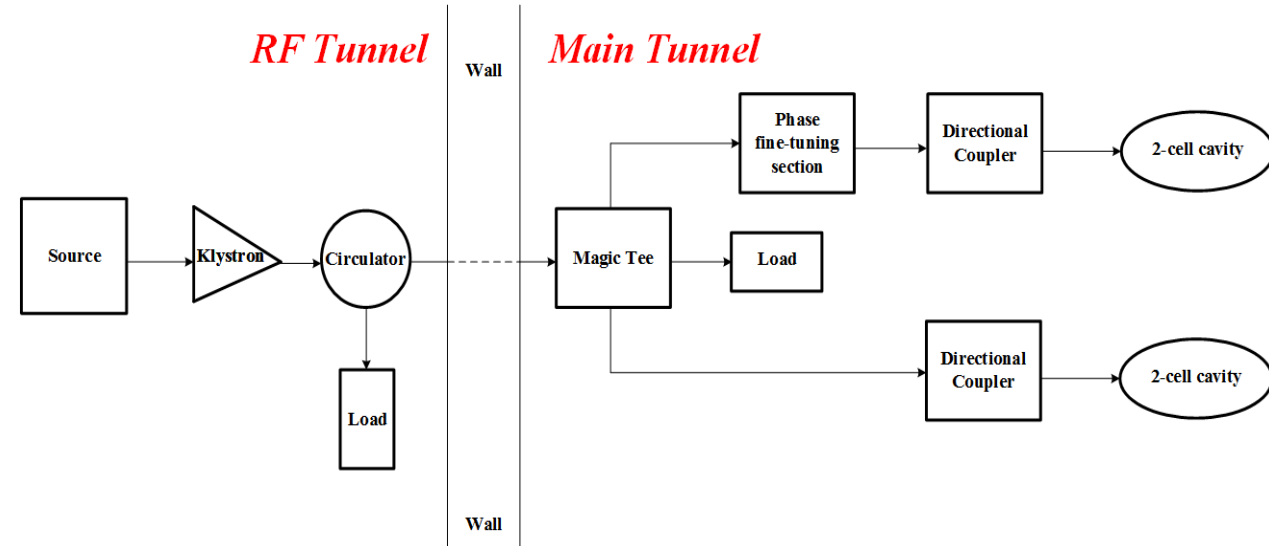 RF Tunnel
Wall
Main Tunnel
Phase
fine-tuning
section
Directional
Coupler
2-cell cavity
Source
Klystron
Circulator
Magic Tee
Load
Load
Directional
Coupler
2-cell cavity
Wall